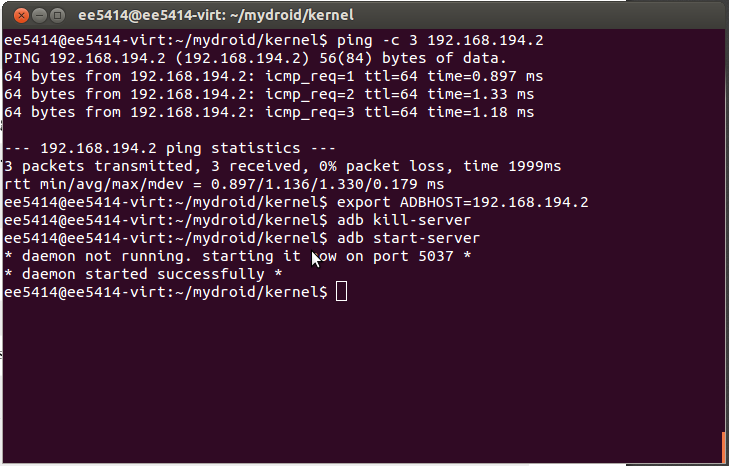 ee5414@ee5414-virt: ~/mydroid/kernel
ee5414@ee5414-virt:~/mydroid/kernel$ ping -c 3 192.168.194.2
PING 192.168.194.2 (192.168.194.2) 56(84) bytes of data.
64 bytes from 192.168.194.2: icmp_req=1 ttl=64 time=0.897 ms
64 bytes from 192.168.194.2: icmp_req=2 ttl=64 time=1.33 ms
64 bytes from 192.168.194.2: icmp_req=3 ttl=64 time=1.18 ms
--- 192.168.194.2 ping statistics ---
3 packets transmitted, 3 received, 0% packet loss, time 1999ms
rtt min/avg/max/mdev = 0.897/1.136/1.330/0.179 ms
ee5414@ee5414-virt:~/mydroid/kernel$ export ADBHOST=192.168.194.2
ee5414@ee5414-virt:~/mydroid/kernel$ adb kill-server
ee5414@ee5414-virt:~/mydroid/kernel$ adb start-server
* daemon not running. starting it now on port 5037 *
* daemon started successfully *
ee5414@ee5414-virt:~/mydroid/kernel$